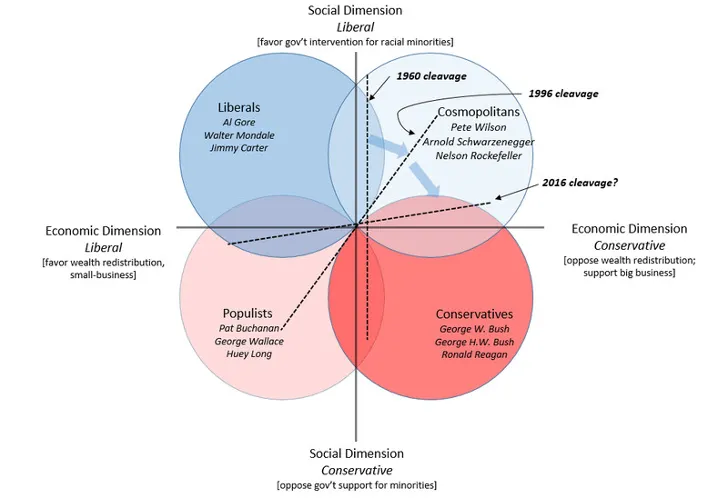 Social Dimension
Liberal
[favor gov't intervention for racial minorities]
1960 cleavage
1996 cleavage
Liberals
Al Gore
Walter Mondale
Jimmy Carter
Cosmopolitans
Pete Wilson
Arnold Schwarzenegger
Nelson Rockefeller
2016 cleavage?
Economic Dimension
Liberal
[favor wealth redistribution,
small-business]
Economic Dimension
Conservative
[oppose wealth redistribution;
support big business]
Populists
Pat Buchanan
George Wallace
Huey Long
Conservatives
George W. Bush
George H.W. Bush
Ronald Reagan
Social Dimension
Conservative
[oppose gov't support for minorities]